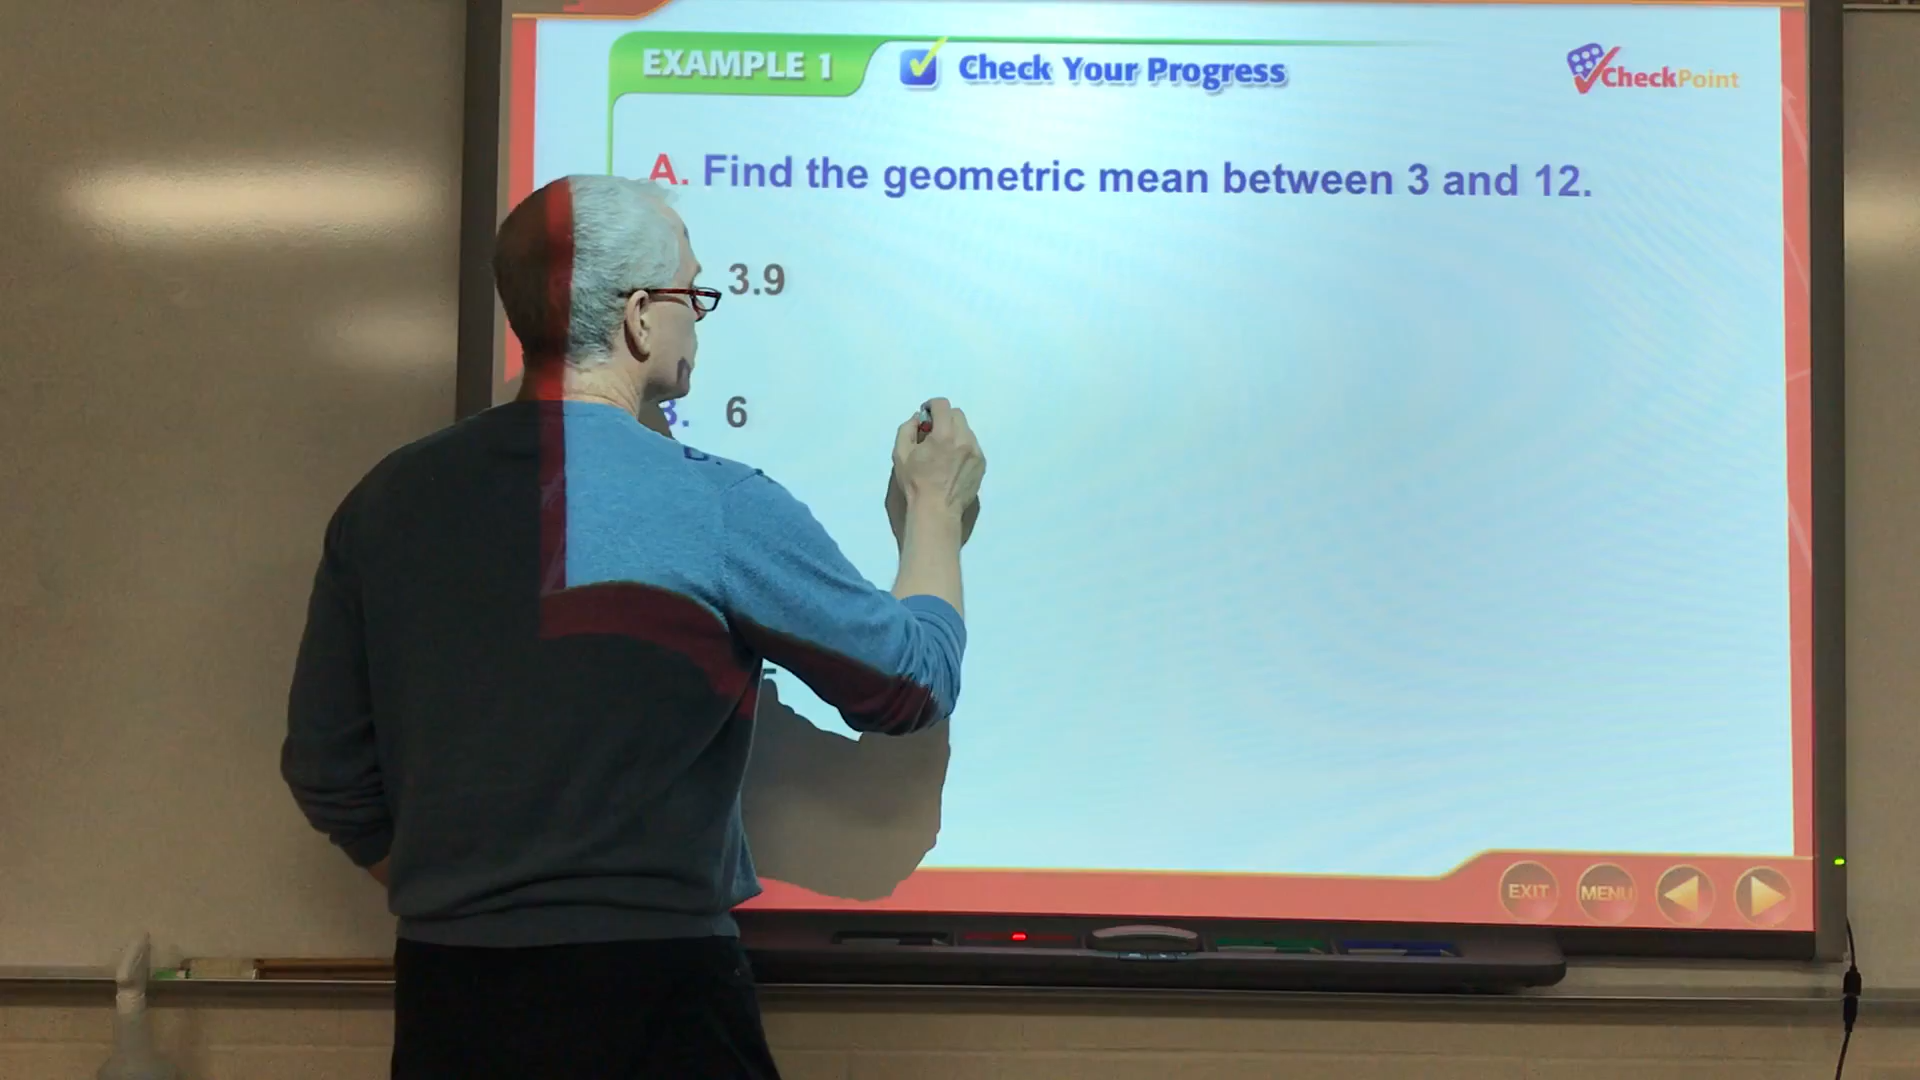 EXAMPLE 1
Check Your Progress
CheckPoint
A. Find the geometric mean between 3 and 12.
3.9
B. 6
EXIT MENU